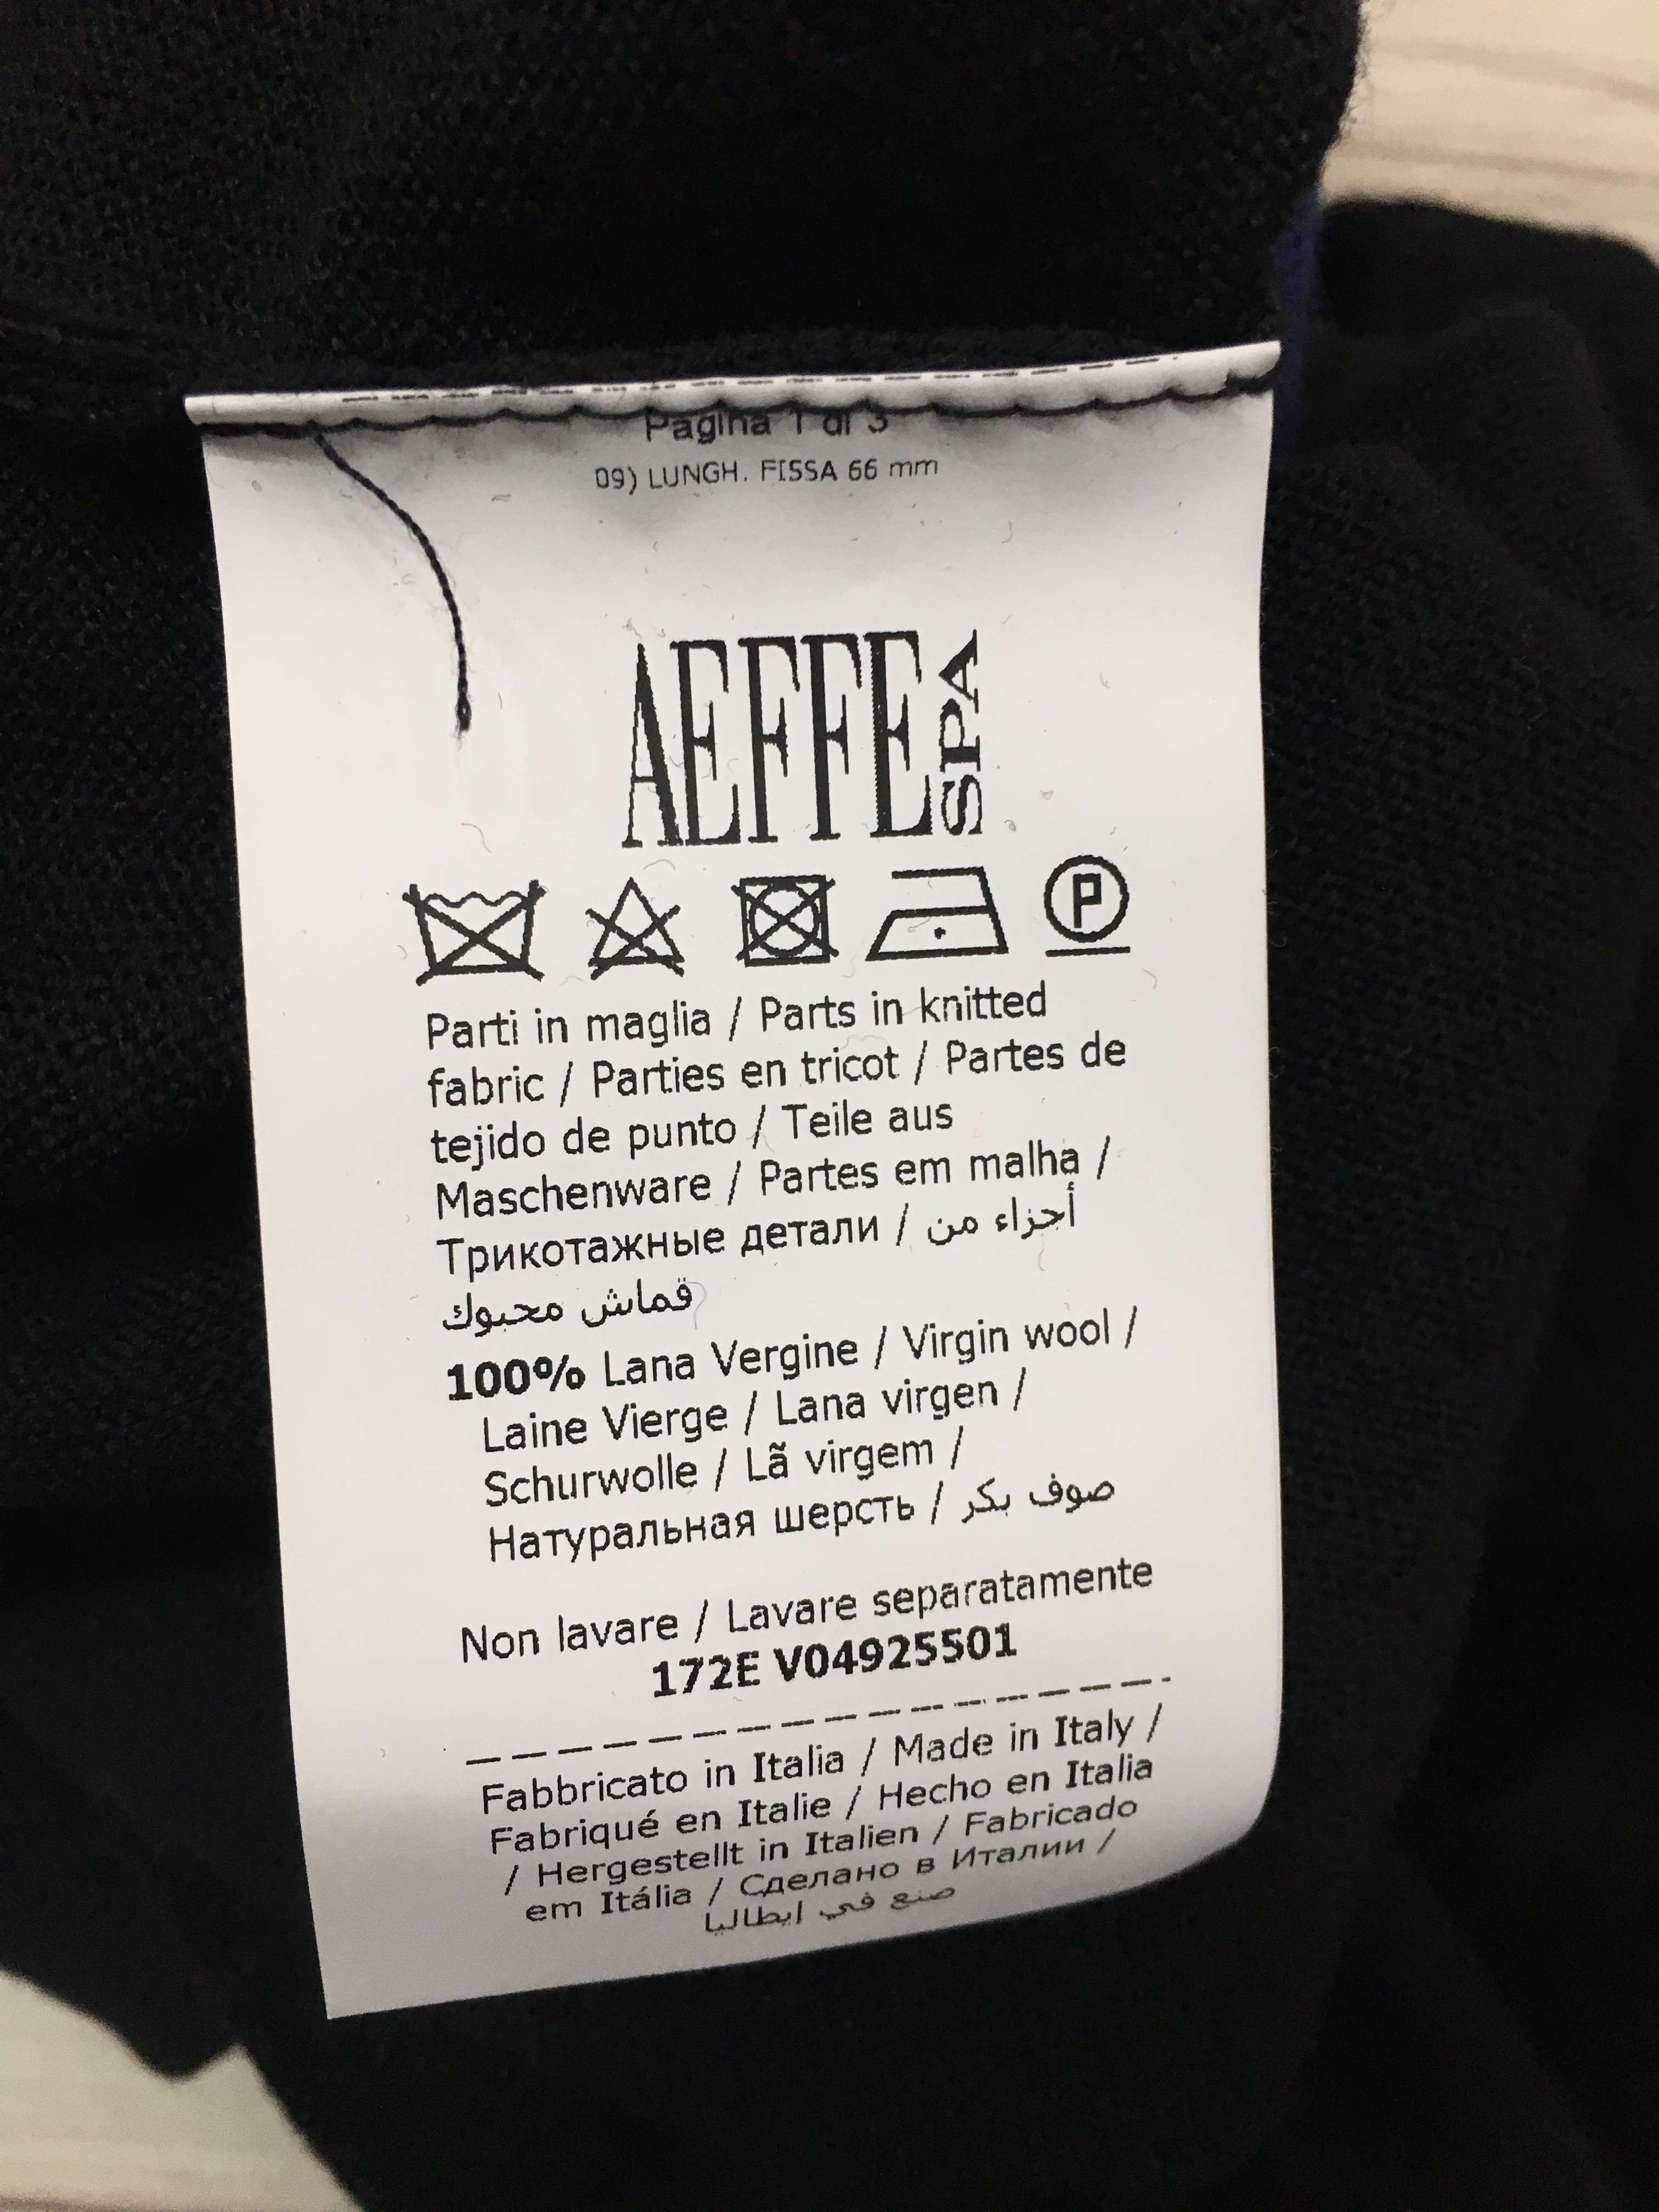 Pagina 1 di 3
09) LUNGH. FISSA 66 mm
AEFFE SPA
P
Parti in maglia / Parts in knitted
fabric / Parties en tricot / Partes de
tejido de punto / Teile aus
Maschenware / Partes em malha /
Трикотажные детали / أجزاء من
قماش محبوك
100% Lana Vergine / Virgin wool /
Laine Vierge / Lana virgen /
Schurwolle / Lã virgem /
Натуральная шерсть / صوف بكر
Non lavare / Lavare separatamente
172E V04925501
Fabbricato in Italia / Made in Italy /
Fabriqué en Italie / Hecho en Italia
/ Hergestellt in Italien / Fabricado
em Itália / Сделано в Италии /
صنع في ايطاليا